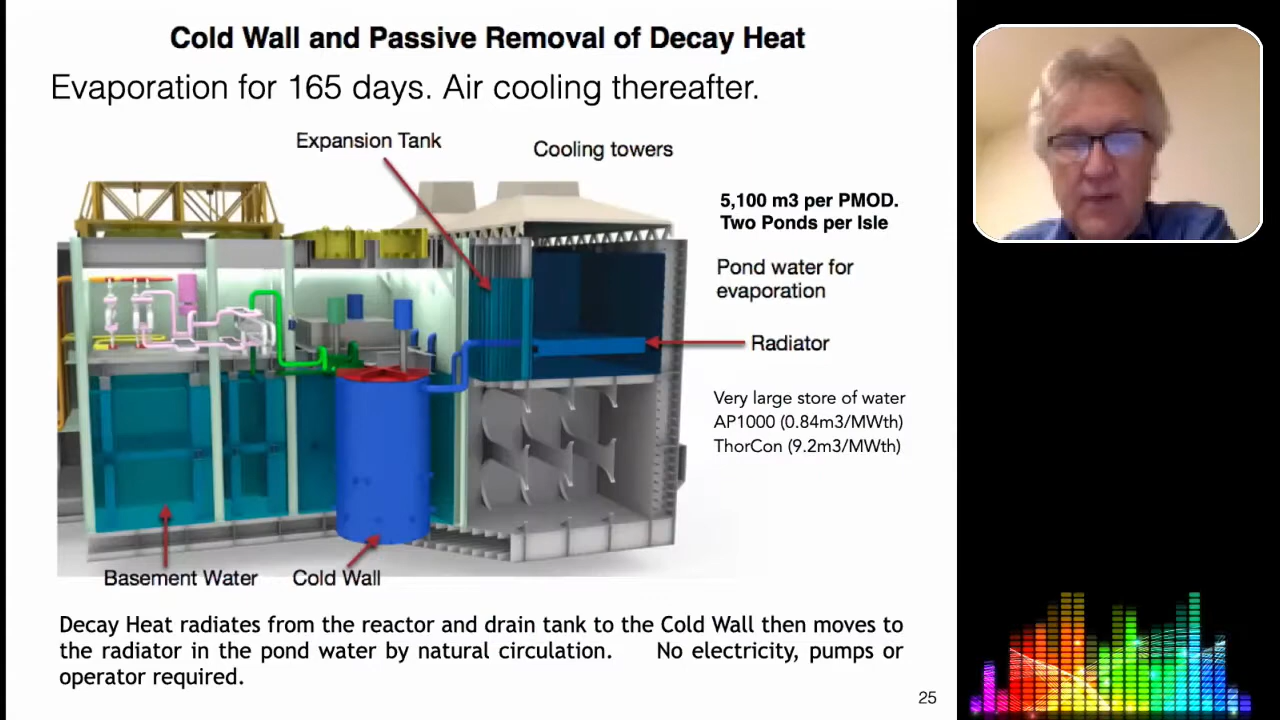 Cold Wall and Passive Removal of Decay Heat
Evaporation for 165 days. Air cooling thereafter.
Expansion Tank
Cooling towers
5,100 m3 per PMOD.
Two Ponds per Isle
Pond water for
evaporation
Radiator
Very large store of water
AP1000 (0.84m3/MWth)
ThorCon (9.2m3/MWth)
Basement Water
Cold Wall
Decay Heat radiates from the reactor and drain tank to the Cold Wall then moves to
the radiator in the pond water by natural circulation. No electricity, pumps or
operator required.
25